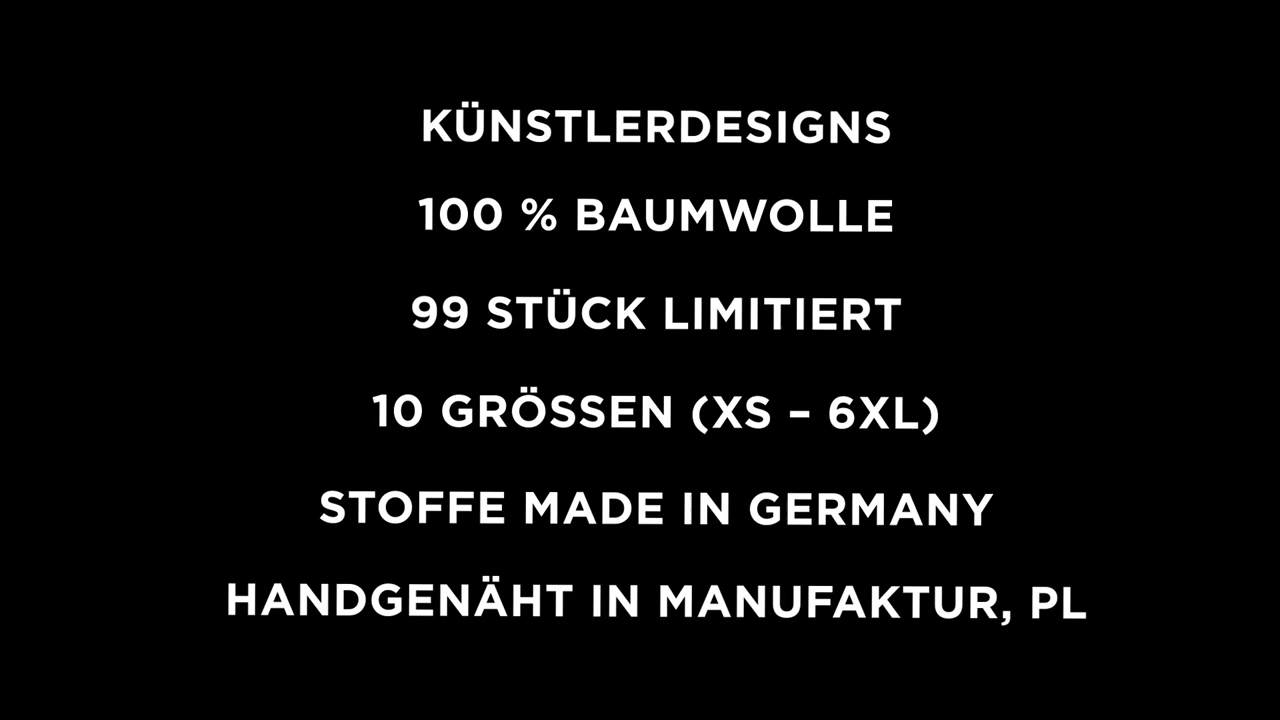 KÜNSTLERDESIGNS
100 % BAUMWOLLE
99 STÜCK LIMITIERT
10 GRÖSSEN (XS – 6XL)
STOFFE MADE IN GERMANY
HANDGENÄHT IN MANUFAKTUR, PL